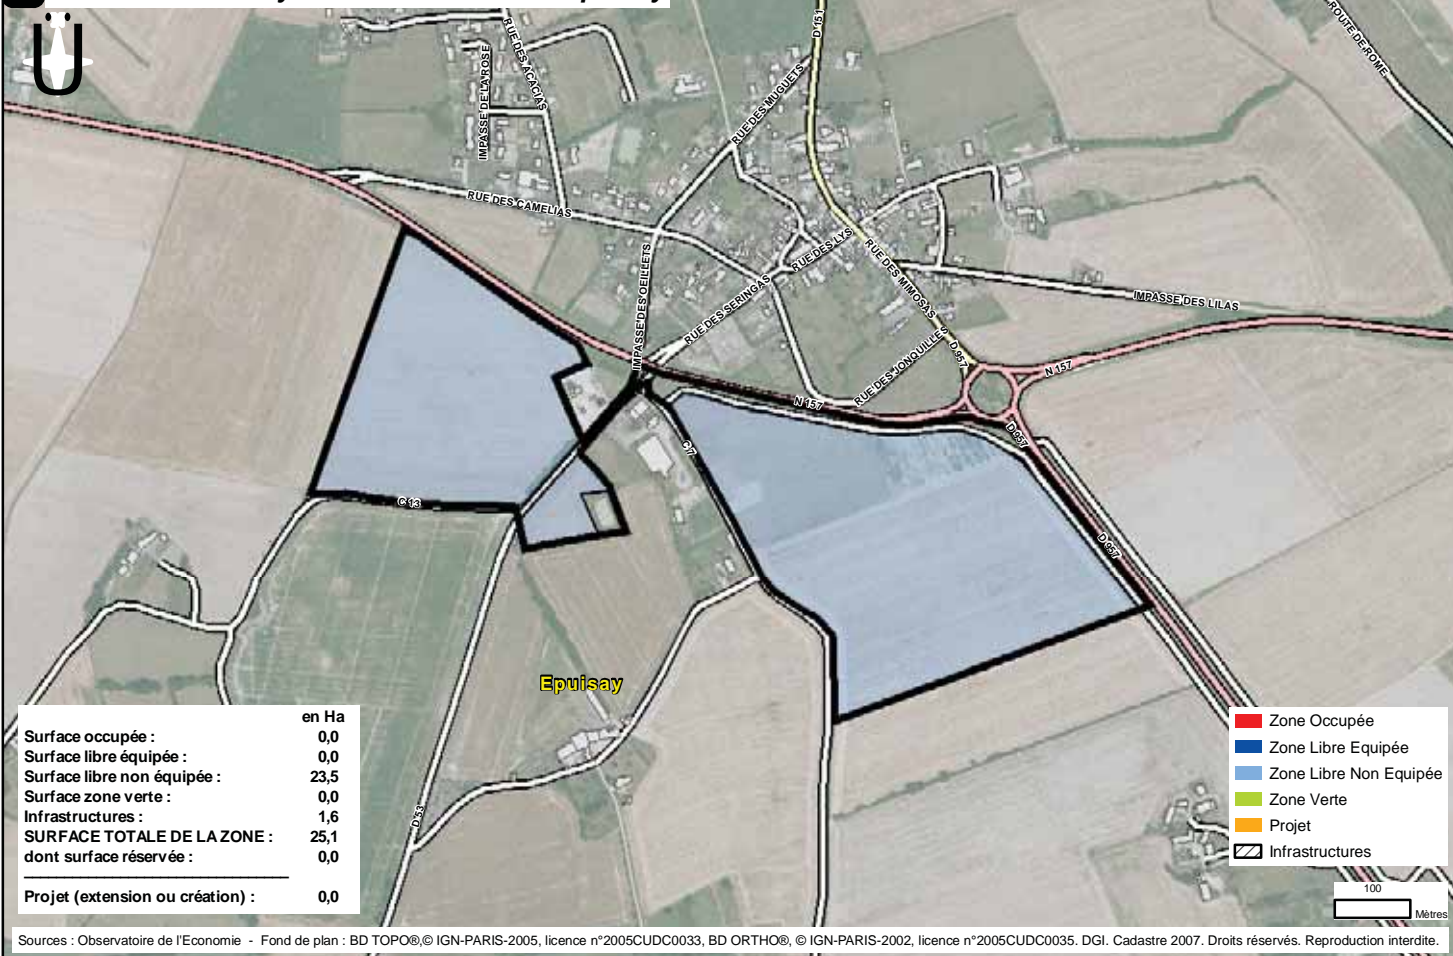 Ü
D 151
ROUTE DE ROME
RUE DES ACACIAS
IMPASSE DE LA ROSE
RUE DES MUGUETS
RUE DES CAMELIAS
IMPASSE DES OEILLETS
RUE DES LYS
RUE DES MIMOSAS
RUE DES SERINGAS
IMPASSE DES LILAS
D 957
RUE DES JONQUILLES
N 157
N 157
D 957
C 7
C 13
D 957
Epuisay
D 53
en Ha
Surface occupée : 0,0
Surface libre équipée : 0,0
Surface libre non équipée : 23,5
Surface zone verte : 0,0
Infrastructures : 1,6
SURFACE TOTALE DE LA ZONE : 25,1
dont surface réservée : 0,0
Projet (extension ou création) : 0,0
Zone Occupée
Zone Libre Equipée
Zone Libre Non Equipée
Zone Verte
Projet
Infrastructures
100
Mètres
Sources : Observatoire de l'Economie - Fond de plan : BD TOPO®,© IGN-PARIS-2005, licence n°2005CUDC0033, BD ORTHO®, © IGN-PARIS-2002, licence n°2005CUDC0035. DGI. Cadastre 2007. Droits réservés. Reproduction interdite.